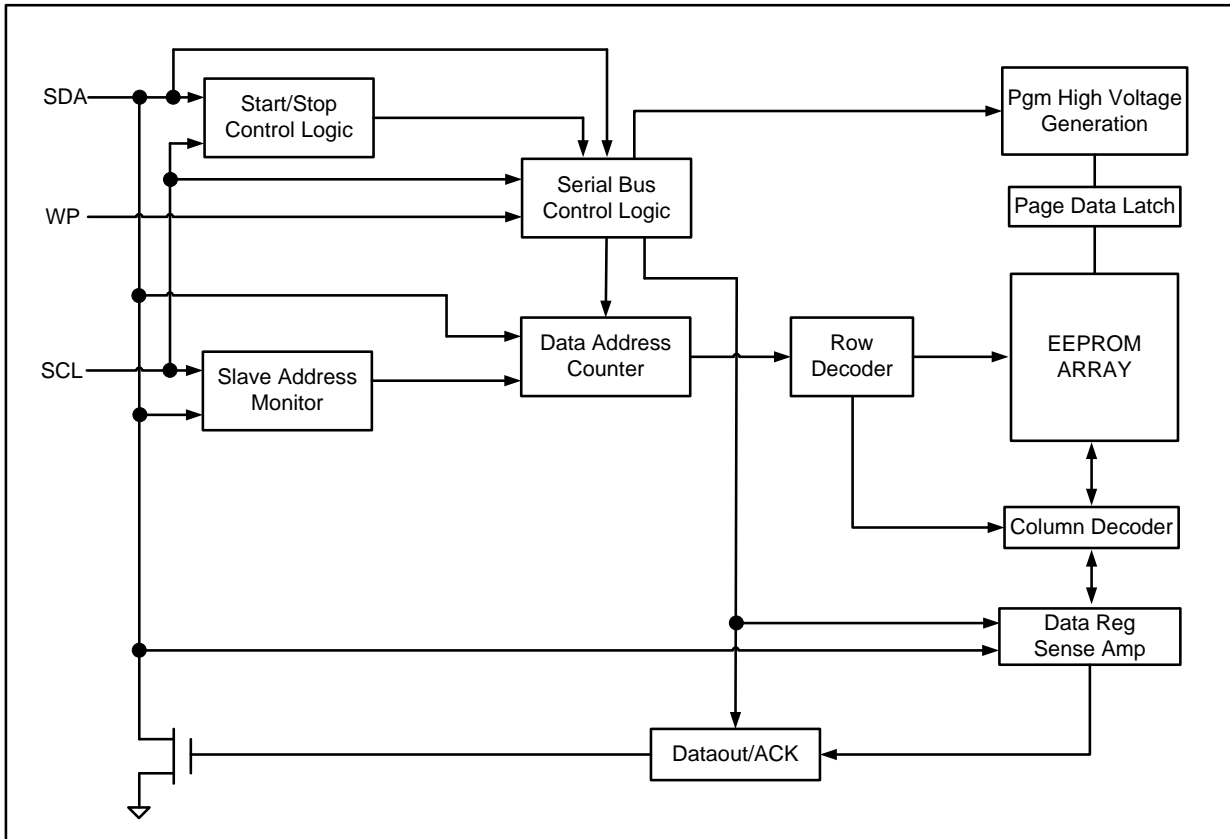 SDA
Start/Stop
Control Logic
Pgm High Voltage
Generation
Serial Bus
Control Logic
WP
Page Data Latch
SCL
Slave Address
Monitor
Data Address
Counter
Row
Decoder
EEPROM
ARRAY
Column Decoder
Data Reg
Sense Amp
Dataout/ACK